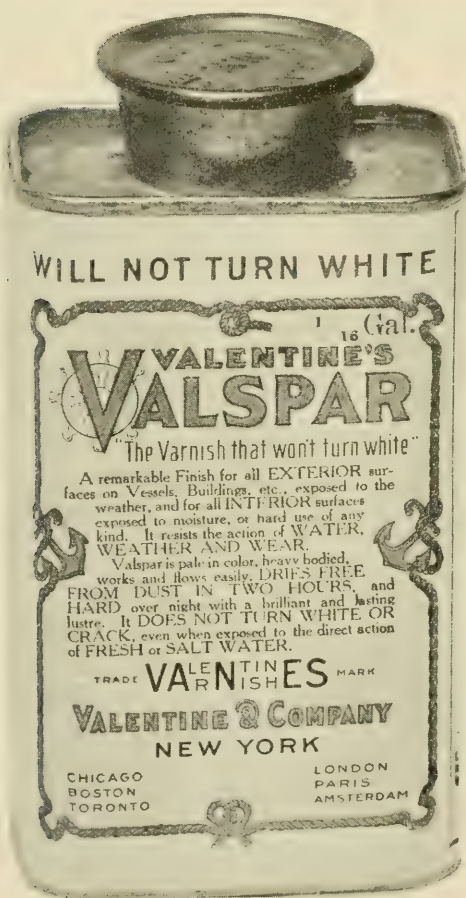 WILL NOT TURN WHITE
1/16 Gal.
VALENTINE'S
VALSPAR
"The Varnish that won't turn white"
A remarkable Finish for all EXTERIOR sur-
faces on Vessels, Buildings, etc., exposed to the
weather, and for all INTERIOR surfaces
exposed to moisture, or hard use of any
kind. It resists the action of WATER,
WEATHER AND WEAR.
Valspar is pale in color, heavy bodied,
works and flows easily, DRIES FREE
FROM DUST IN TWO HOURS, and
HARD over night with a brilliant and lasting
lustre. It DOES NOT TURN WHITE OR
CRACK, even when exposed to the direct action
of FRESH or SALT WATER.
TRADE VALENTINES VARNISHES MARK
VALENTINE & COMPANY
NEW YORK
CHICAGO
BOSTON
TORONTO
LONDON
PARIS
AMSTERDAM